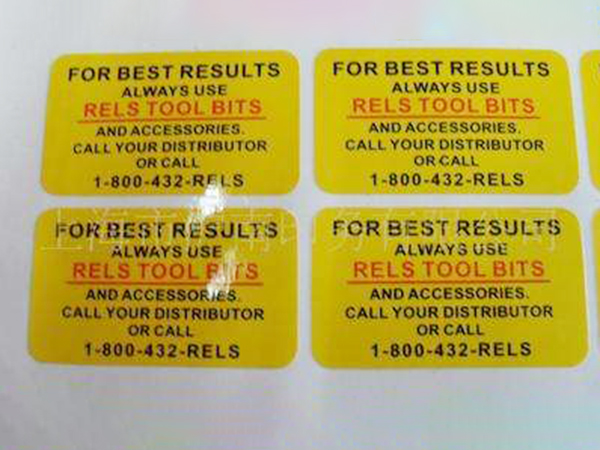 FOR BEST RESULTS
ALWAYS USE
RELS TOOL BITS
AND ACCESSORIES.
CALL YOUR DISTRIBUTOR
OR CALL
1-800-432-RELS
FOR BEST RESULTS
ALWAYS USE
RELS TOOL BITS
AND ACCESSORIES.
CALL YOUR DISTRIBUTOR
OR CALL
1-800-432-RELS
FOR BEST RESULTS
ALWAYS USE
RELS TOOL BITS
AND ACCESSORIES.
CALL YOUR DISTRIBUTOR
OR CALL
1-800-432-RELS
FOR BEST RESULTS
ALWAYS USE
RELS TOOL BITS
AND ACCESSORIES.
CALL YOUR DISTRIBUTOR
OR CALL
1-800-432-RELS